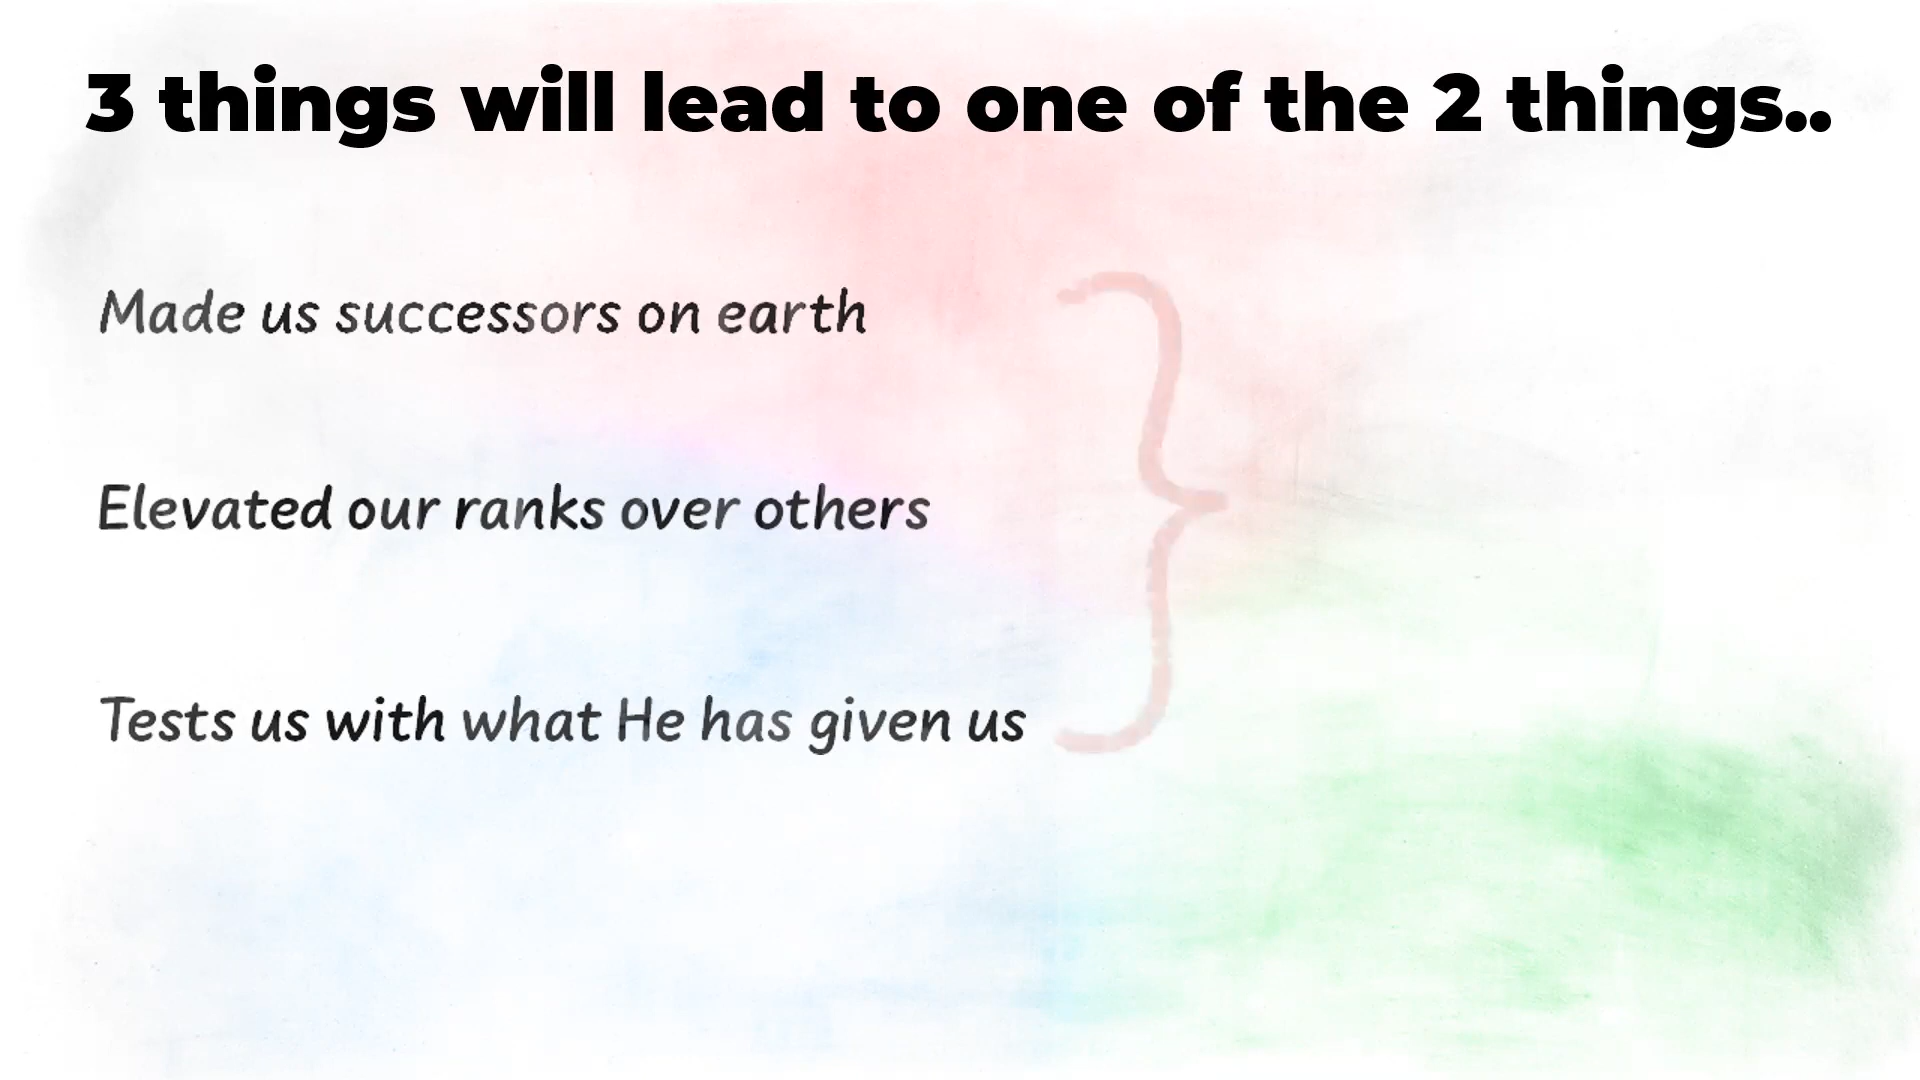 3 things will lead to one of the 2 things..
Made us successors on earth
Elevated our ranks over others
Tests us with what He has given us